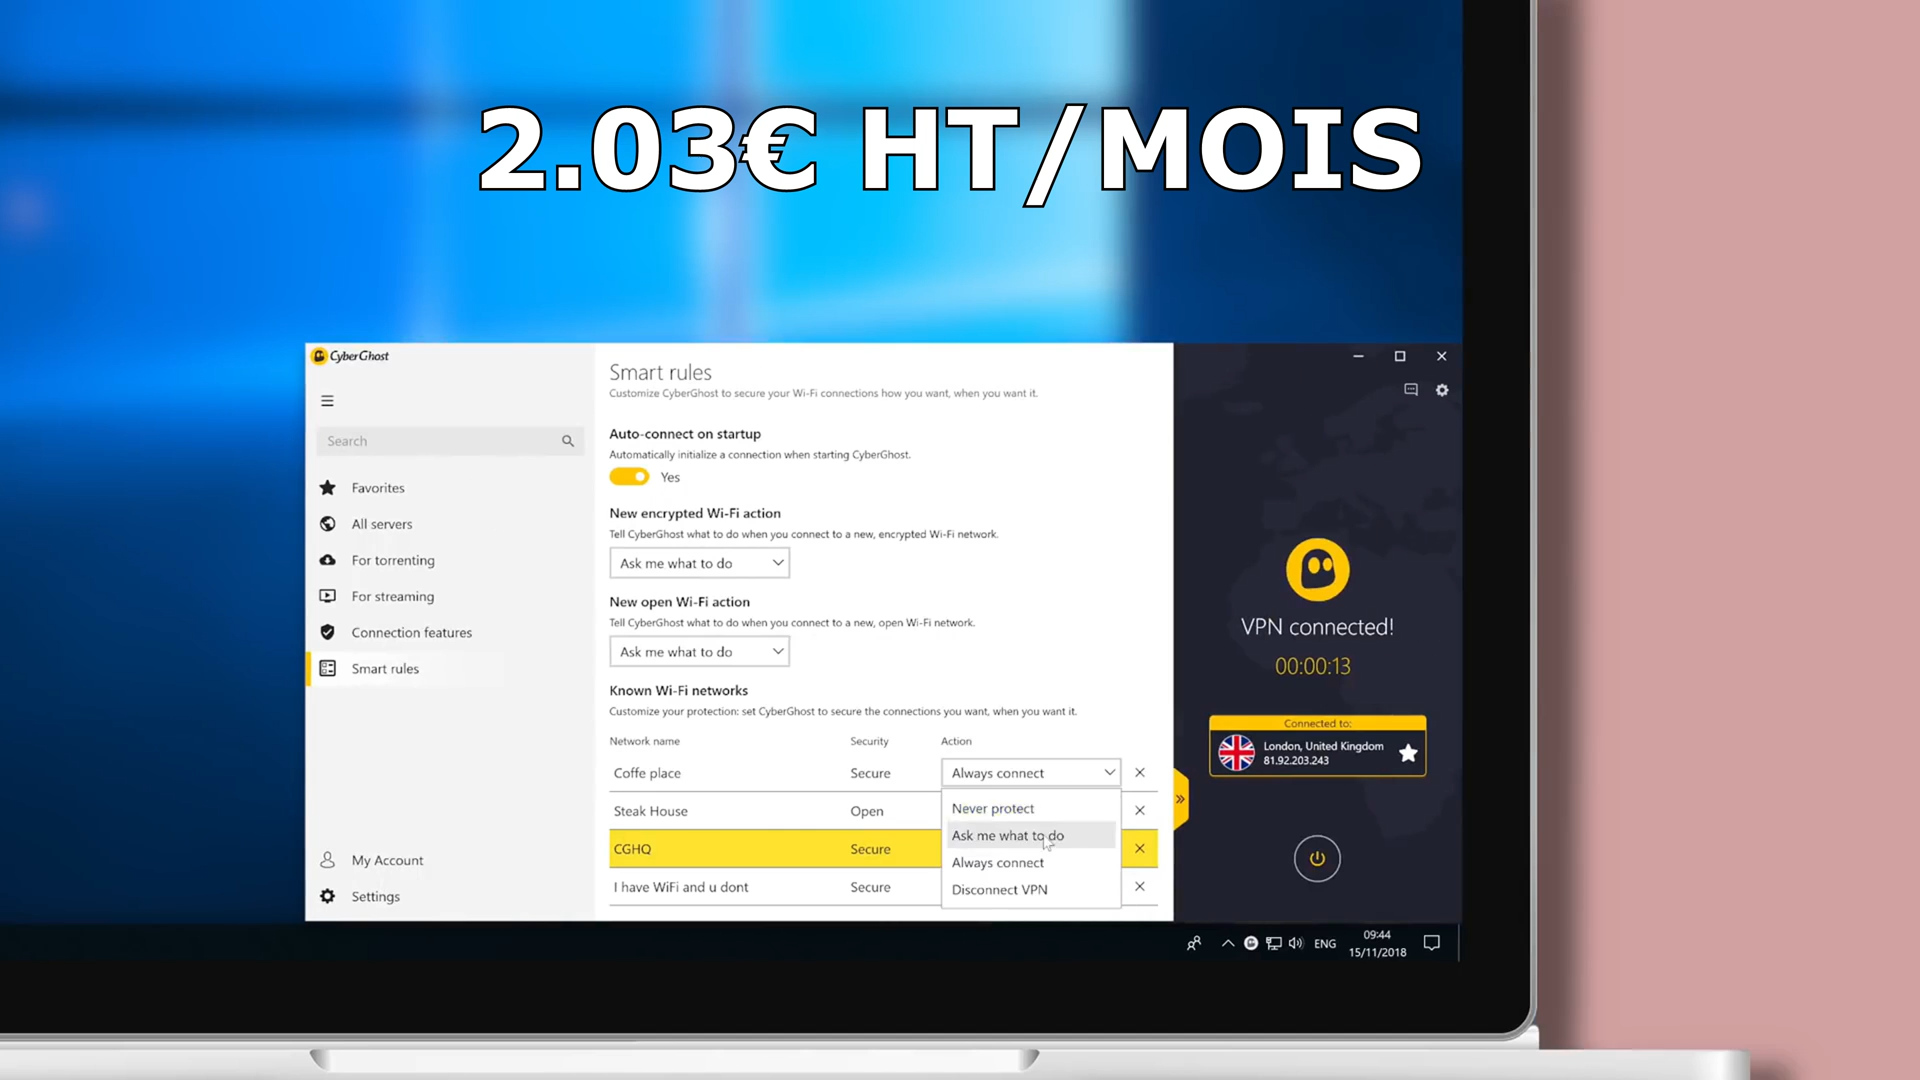 2.03€ HT/MOIS
CyberGhost
Search
Favorites
All servers
For torrenting
For streaming
Connection features
Smart rules
My Account
Settings
Smart rules
Customize CyberGhost to secure your Wi-Fi connections how you want, when you want it.
Auto-connect on startup
Automatically initialize a connection when starting CyberGhost.
Yes
New encrypted Wi-Fi action
Tell CyberGhost what to do when you connect to a new, encrypted Wi-Fi network.
Ask me what to do
New open Wi-Fi action
Tell CyberGhost what to do when you connect to a new, open Wi-Fi network.
Ask me what to do
Known Wi-Fi networks
Customize your protection: set CyberGhost to secure the connections you want, when you want it.
Network name Security Action
Coffe place Secure Always connect
Steak House Open
CGHQ Secure
I have WiFi and u dont Secure
Never protect
Ask me what to do
Always connect
Disconnect VPN
VPN connected!
00:00:13
Connected to:
London, United Kingdom
81.92.203.243
ENG
09:44
15/11/2018